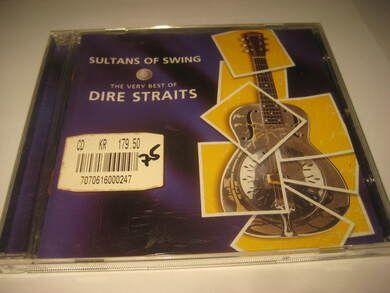 SULTANS OF SWING
THE VERY BEST OF
DIRE STRAITS
CD KR 179.50
75
7070616000247